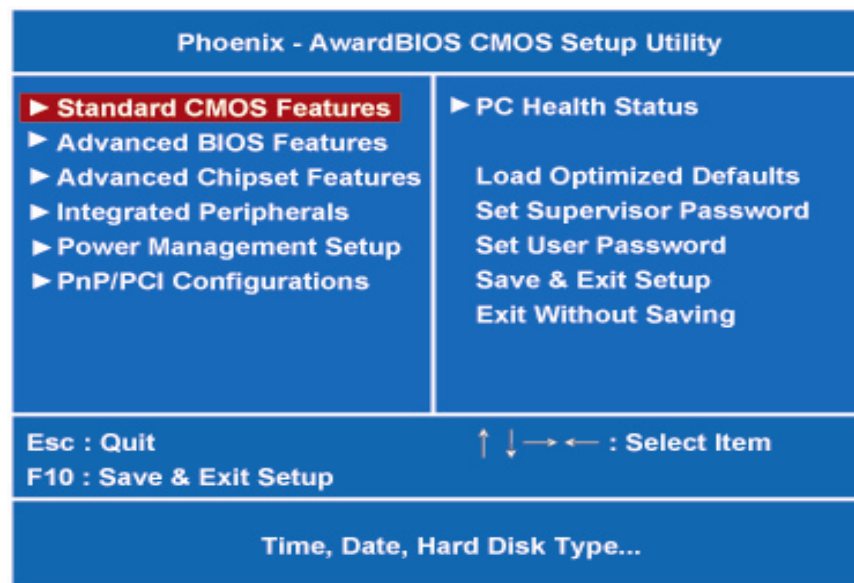 Phoenix - AwardBIOS CMOS Setup Utility
► Standard CMOS Features
► Advanced BIOS Features
► Advanced Chipset Features
► Integrated Peripherals
► Power Management Setup
► PnP/PCI Configurations
► PC Health Status
Load Optimized Defaults
Set Supervisor Password
Set User Password
Save & Exit Setup
Exit Without Saving
Esc : Quit
↑ ↓ → ← : Select Item
F10 : Save & Exit Setup
Time, Date, Hard Disk Type...